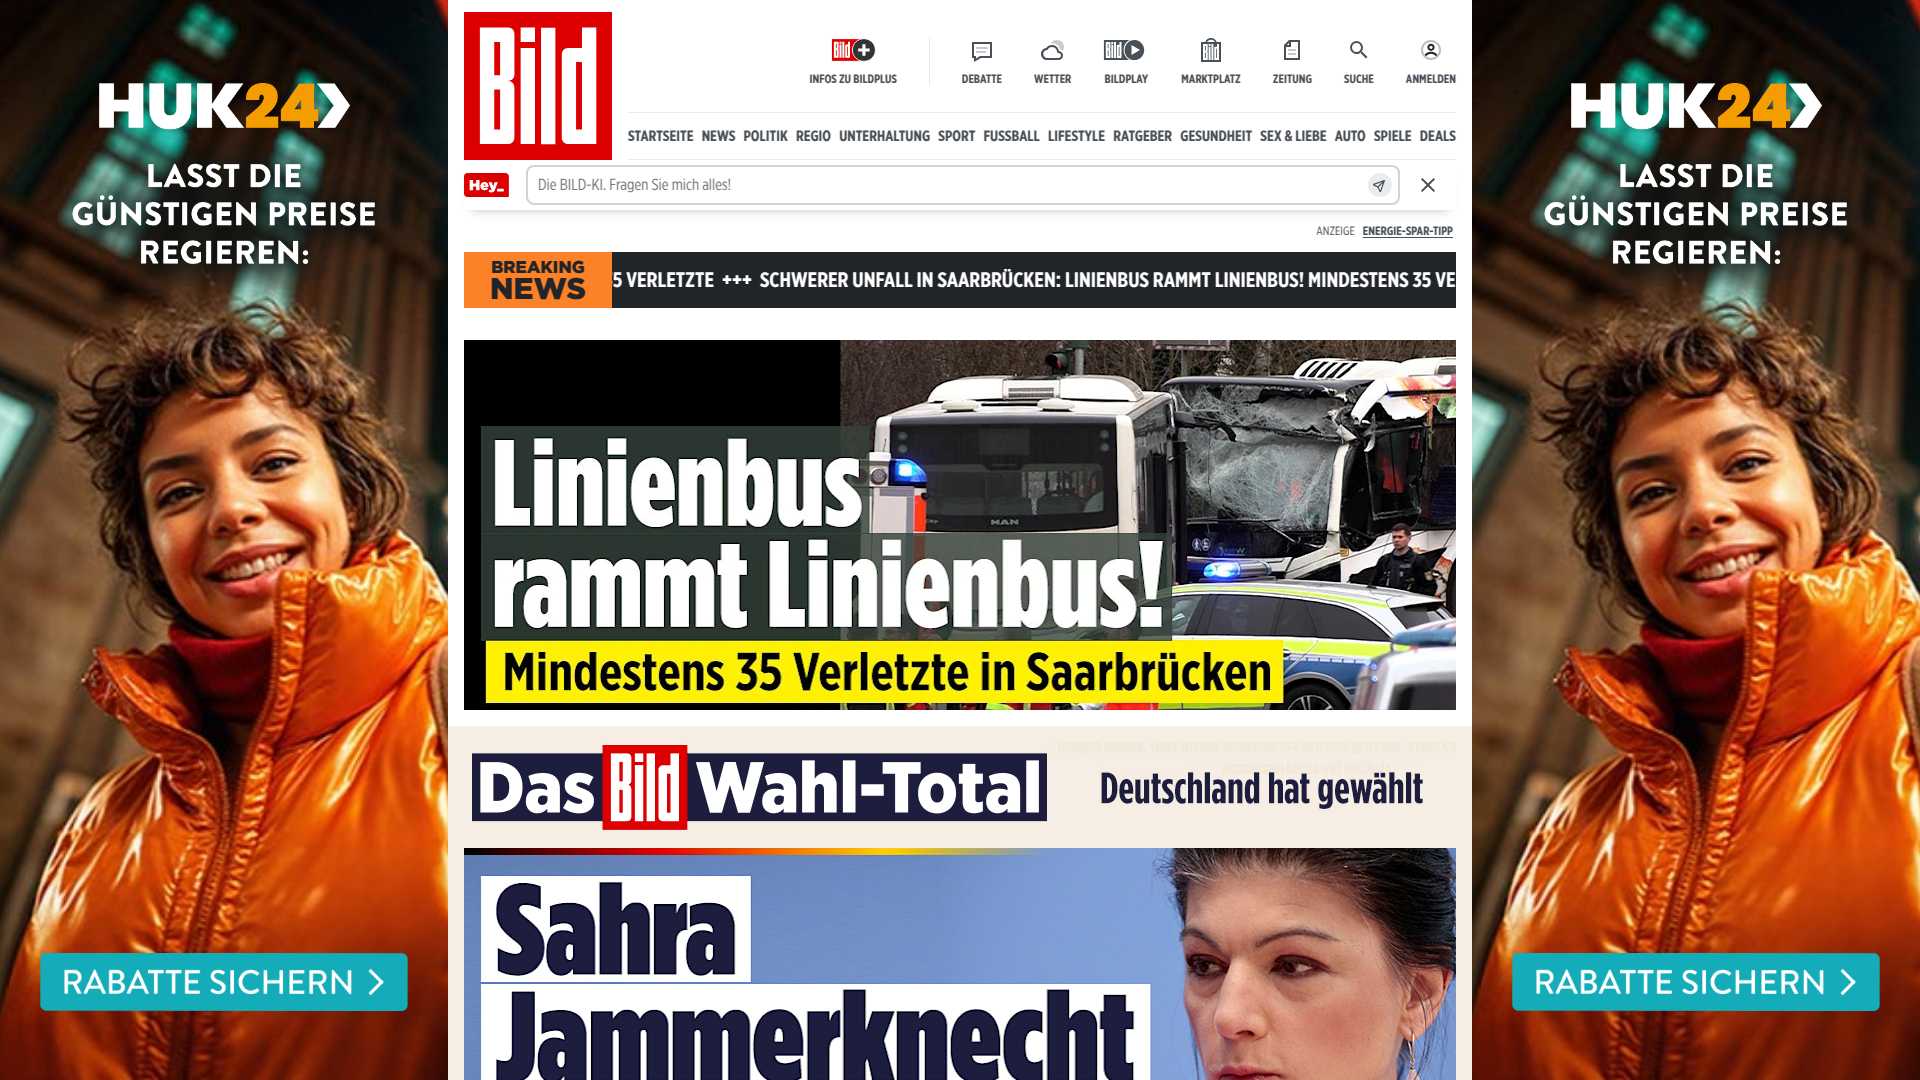 HUK24
LASST DIE
GÜNSTIGEN PREISE
REGIEREN:
RABATTE SICHERN
Bild
Bild
INFOS ZU BILDPLUS
DEBATTE
WETTER
Bild
BILDPLAY
Bild
MARKTPLATZ
ZEITUNG
SUCHE
ANMELDEN
STARTSEITE NEWS POLITIK REGIO UNTERHALTUNG SPORT FUSSBALL LIFESTYLE RATGEBER GESUNDHEIT SEX & LIEBE AUTO SPIELE DEALS
Hey_
Die BILD-KI. Fragen Sie mich alles!
ANZEIGE ENERGIE-SPAR-TIPP
BREAKING
NEWS
5 VERLETZTE +++ SCHWERER UNFALL IN SAARBRÜCKEN: LINIENBUS RAMMT LINIENBUS! MINDESTENS 35 VE
MAN
Linienbus
rammt Linienbus!
Mindestens 35 Verletzte in Saarbrücken
Das Bild Wahl-Total
Deutschland hat gewählt
Sahra
Jammerknecht
HUK24
LASST DIE
GÜNSTIGEN PREISE
REGIEREN:
RABATTE SICHERN